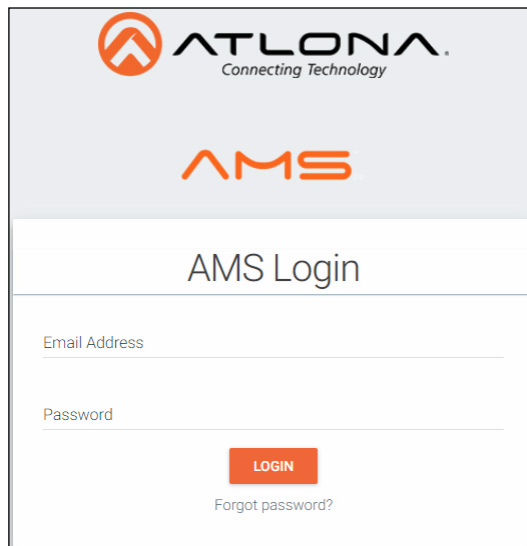 ATLONA.
Connecting Technology
AMS
AMS Login
Email Address
Password
LOGIN
Forgot password?